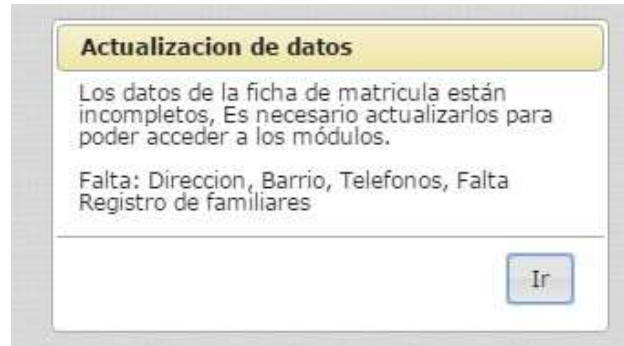 Actualizacion de datos
Los datos de la ficha de matricula están
incompletos, Es necesario actualizarlos para
poder acceder a los módulos.
Falta: Direccion, Barrio, Telefonos, Falta
Registro de familiares
Ir